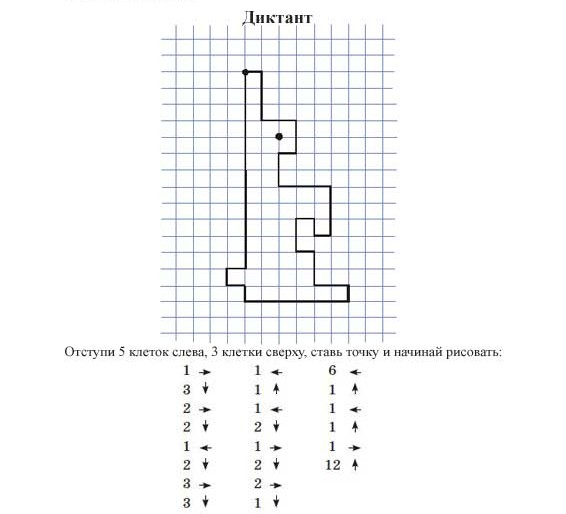 Диктант
Отступи 5 клеток слева, 3 клетки сверху, ставь точку и начинай рисовать:
1 → 1 ← 6 ←
3 ↓ 1 ↑ 1 ↑
2 → 1 ← 1 ←
2 ↓ 2 ↓ 1 ↑
1 ← 1 → 1 →
2 ↓ 2 ↓ 12 ↑
3 → 2 →
3 ↓ 1 ↓